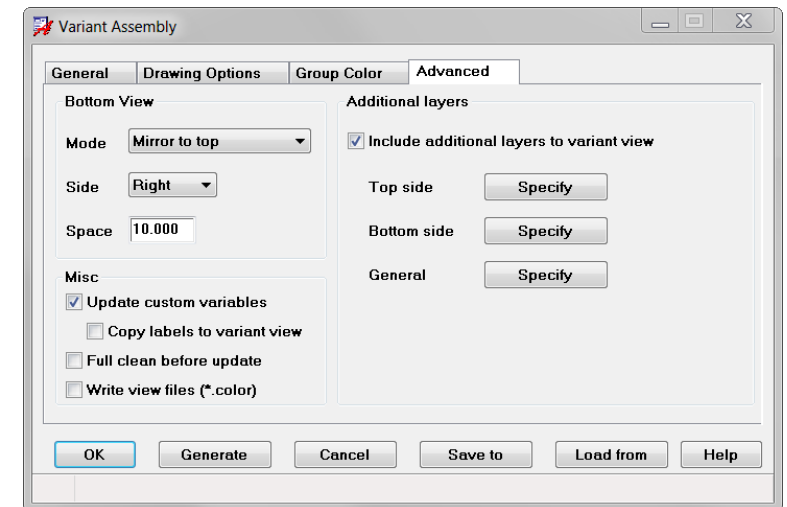 Variant Assembly
General Drawing Options Group Color Advanced
Bottom View
Mode Mirror to top
Side Right
Space 10.000
Misc
Update custom variables
Copy labels to variant view
Full clean before update
Write view files (*.color)
Additional layers
Include additional layers to variant view
Top side Specify
Bottom side Specify
General Specify
OK Generate Cancel Save to Load from Help